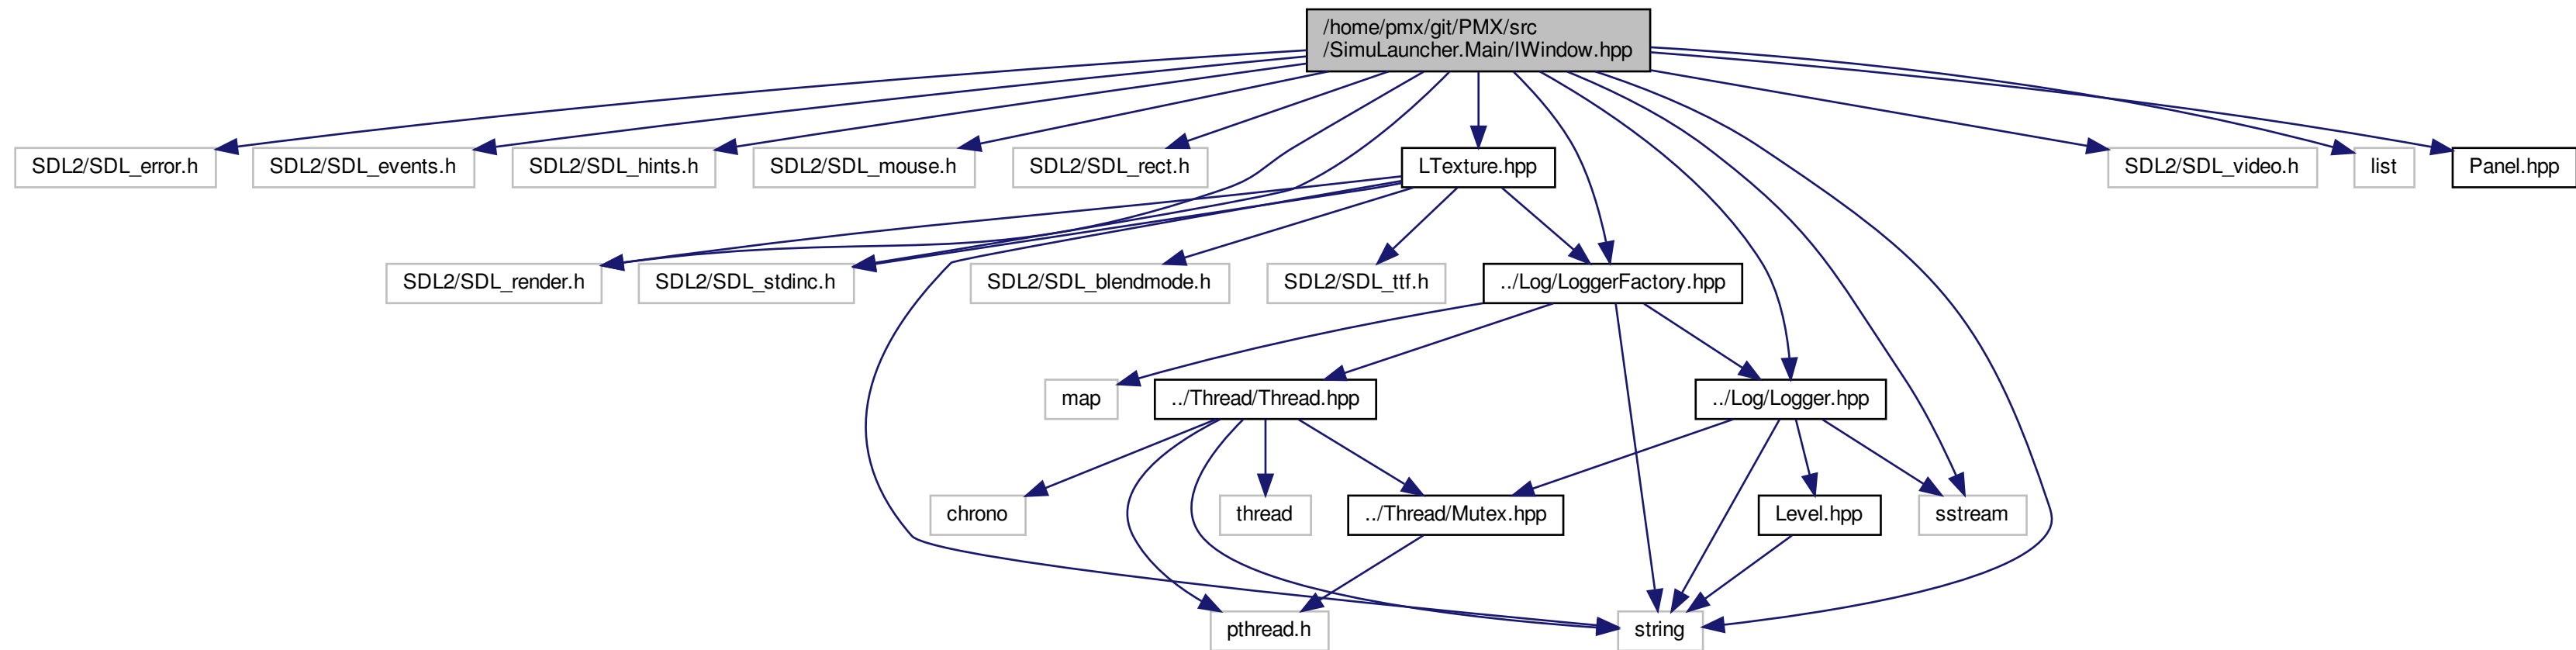 /home/pmx/git/PMX/src
/SimuLauncher.Main/IWindow.hpp
SDL2/SDL_error.h
SDL2/SDL_events.h
SDL2/SDL_hints.h
SDL2/SDL_mouse.h
SDL2/SDL_rect.h
LTexture.hpp
SDL2/SDL_video.h
list
Panel.hpp
SDL2/SDL_render.h
SDL2/SDL_stdinc.h
SDL2/SDL_blendmode.h
SDL2/SDL_ttf.h
../Log/LoggerFactory.hpp
map
../Thread/Thread.hpp
../Log/Logger.hpp
chrono
thread
../Thread/Mutex.hpp
Level.hpp
sstream
pthread.h
string